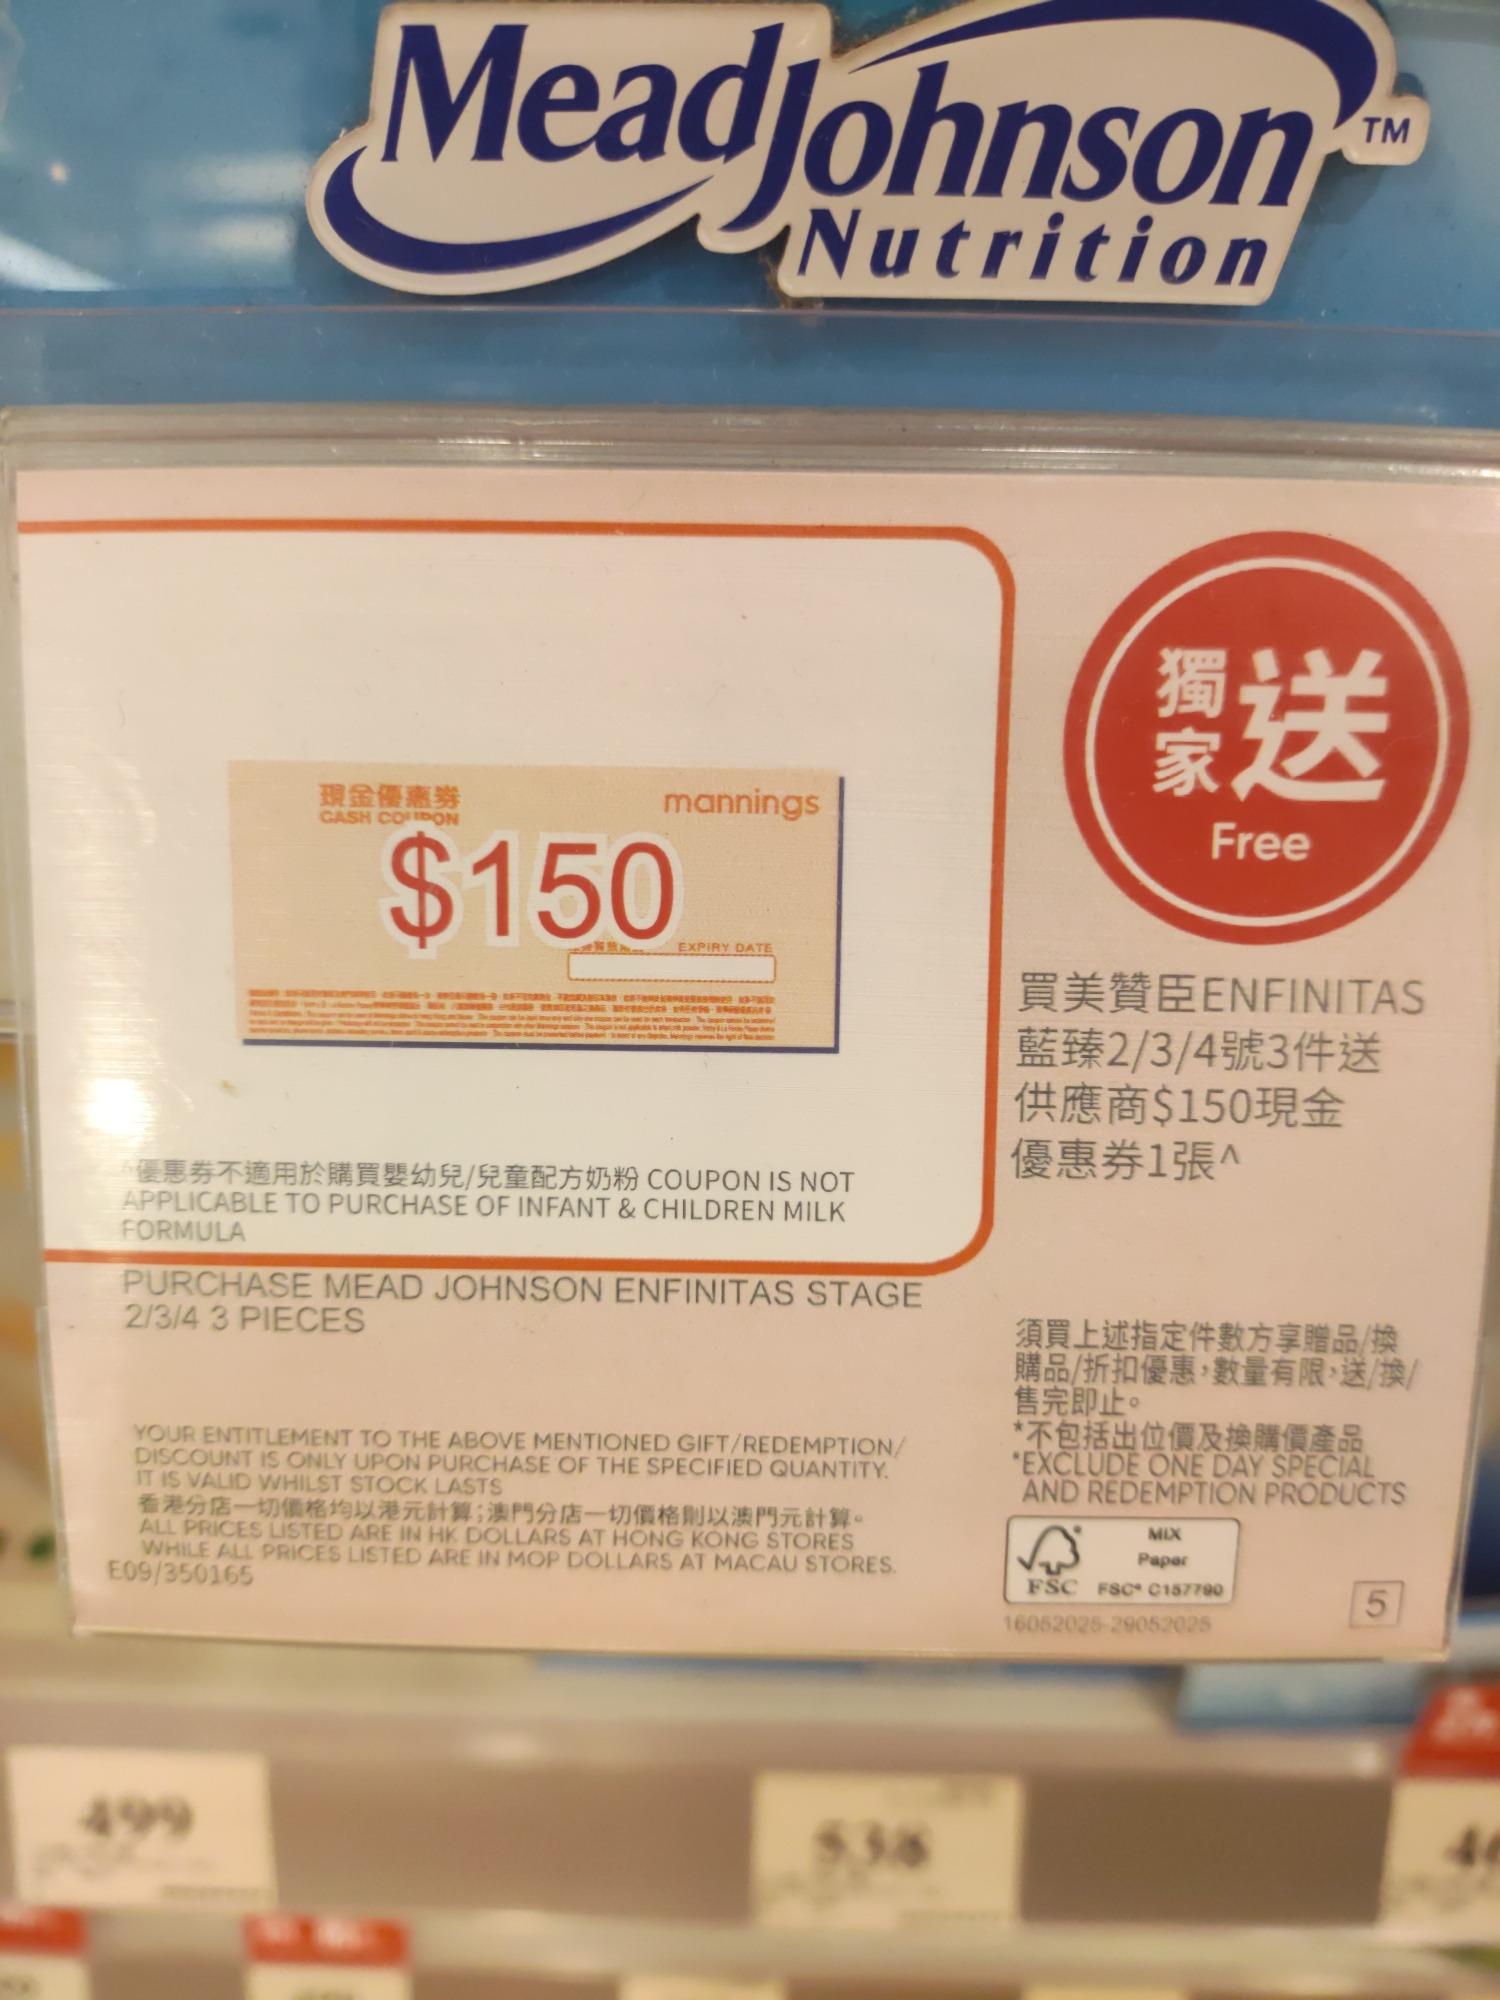 MeadJohnson™
Nutrition
獨家送
Free
現金優惠券
CASH COUPON
mannings
$150
EXPIRY DATE
買美贊臣ENFINITAS
藍臻2/3/4號3件送
供應商$150現金
優惠券1張^
^優惠券不適用於購買嬰幼兒/兒童配方奶粉 COUPON IS NOT
APPLICABLE TO PURCHASE OF INFANT & CHILDREN MILK
FORMULA
PURCHASE MEAD JOHNSON ENFINITAS STAGE
2/3/4 3 PIECES
須買上述指定件數方享贈品/換
購品/折扣優惠,數量有限,送/換/
售完即止。
*不包括出位價及換購價產品
*EXCLUDE ONE DAY SPECIAL
AND REDEMPTION PRODUCTS
YOUR ENTITLEMENT TO THE ABOVE MENTIONED GIFT/REDEMPTION/
DISCOUNT IS ONLY UPON PURCHASE OF THE SPECIFIED QUANTITY.
IT IS VALID WHILST STOCK LASTS
香港分店一切價格均以港元計算;澳門分店一切價格則以澳門元計算。
ALL PRICES LISTED ARE IN HK DOLLARS AT HONG KONG STORES
WHILE ALL PRICES LISTED ARE IN MOP DOLLARS AT MACAU STORES.
E09/350165
MIX
Paper
FSC
FSC® C157790
16052025-29052025
5
499
538